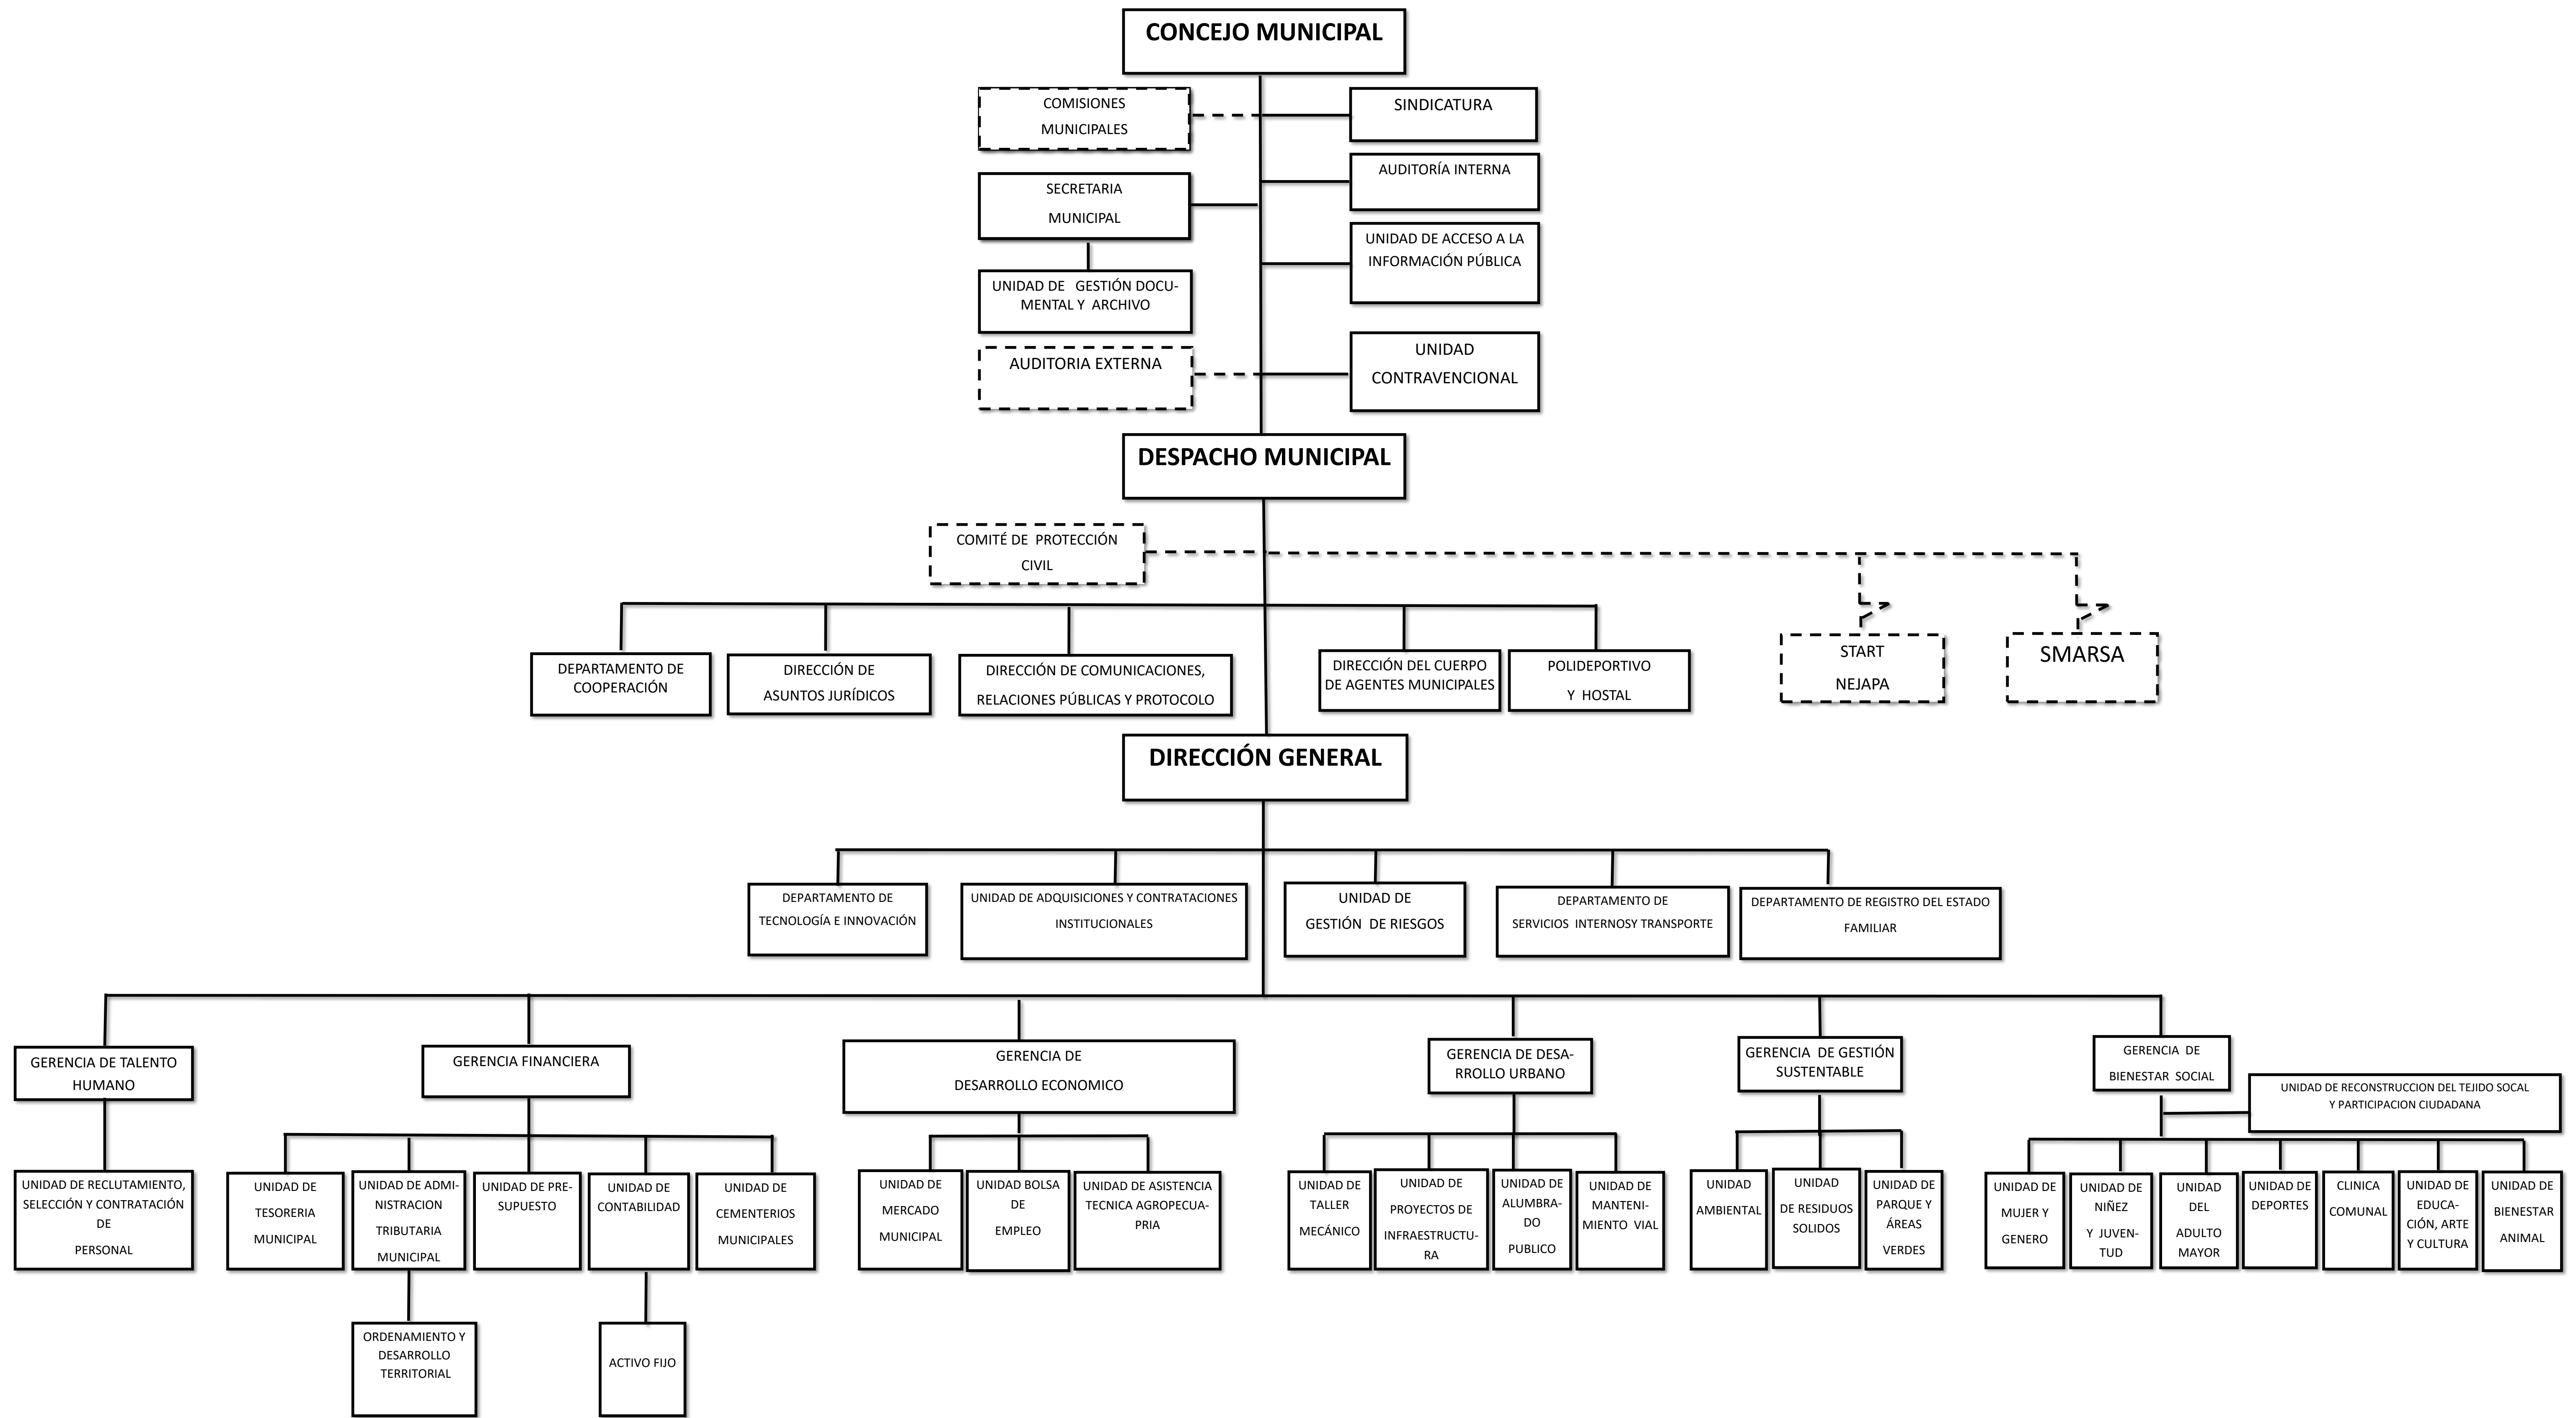 CONCEJO MUNICIPAL
COMISIONES
MUNICIPALES
SINDICATURA
AUDITORÍA INTERNA
SECRETARIA
MUNICIPAL
UNIDAD DE ACCESO A LA
INFORMACIÓN PÚBLICA
UNIDAD DE GESTIÓN DOCU-
MENTAL Y ARCHIVO
AUDITORIA EXTERNA
UNIDAD
CONTRAVENCIONAL
DESPACHO MUNICIPAL
COMITÉ DE PROTECCIÓN
CIVIL
DEPARTAMENTO DE
COOPERACIÓN
DIRECCIÓN DE
ASUNTOS JURÍDICOS
DIRECCIÓN DE COMUNICACIONES,
RELACIONES PÚBLICAS Y PROTOCOLO
DIRECCIÓN DEL CUERPO
DE AGENTES MUNICIPALES
POLIDEPORTIVO
Y HOSTAL
START
NEJAPA
SMARSA
DIRECCIÓN GENERAL
DEPARTAMENTO DE
TECNOLOGÍA E INNOVACIÓN
UNIDAD DE ADQUISICIONES Y CONTRATACIONES
INSTITUCIONALES
UNIDAD DE
GESTIÓN DE RIESGOS
DEPARTAMENTO DE
SERVICIOS INTERNOSY TRANSPORTE
DEPARTAMENTO DE REGISTRO DEL ESTADO
FAMILIAR
GERENCIA DE TALENTO
HUMANO
GERENCIA FINANCIERA
GERENCIA DE
DESARROLLO ECONOMICO
GERENCIA DE DESA-
RROLLO URBANO
GERENCIA DE GESTIÓN
SUSTENTABLE
GERENCIA DE
BIENESTAR SOCIAL
UNIDAD DE RECONSTRUCCION DEL TEJIDO SOCAL
Y PARTICIPACION CIUDADANA
UNIDAD DE RECLUTAMIENTO,
SELECCIÓN Y CONTRATACIÓN
DE
PERSONAL
UNIDAD DE
TESORERIA
MUNICIPAL
UNIDAD DE ADMI-
NISTRACION
TRIBUTARIA
MUNICIPAL
UNIDAD DE PRE-
SUPUESTO
UNIDAD DE
CONTABILIDAD
UNIDAD DE
CEMENTERIOS
MUNICIPALES
UNIDAD DE
MERCADO
MUNICIPAL
UNIDAD BOLSA
DE
EMPLEO
UNIDAD DE ASISTENCIA
TECNICA AGROPECUA-
PRIA
UNIDAD DE
TALLER
MECÁNICO
UNIDAD DE
PROYECTOS DE
INFRAESTRUCTU-
RA
UNIDAD DE
ALUMBRA-
DO
PUBLICO
UNIDAD DE
MANTENI-
MIENTO VIAL
UNIDAD
AMBIENTAL
UNIDAD
DE RESIDUOS
SOLIDOS
UNIDAD DE
PARQUE Y
ÁREAS
VERDES
UNIDAD DE
MUJER Y
GENERO
UNIDAD DE
NIÑEZ
Y JUVEN-
TUD
UNIDAD
DEL
ADULTO
MAYOR
UNIDAD DE
DEPORTES
CLINICA
COMUNAL
UNIDAD DE
EDUCA-
CIÓN, ARTE
Y CULTURA
UNIDAD DE
BIENESTAR
ANIMAL
ORDENAMIENTO Y
DESARROLLO
TERRITORIAL
ACTIVO FIJO